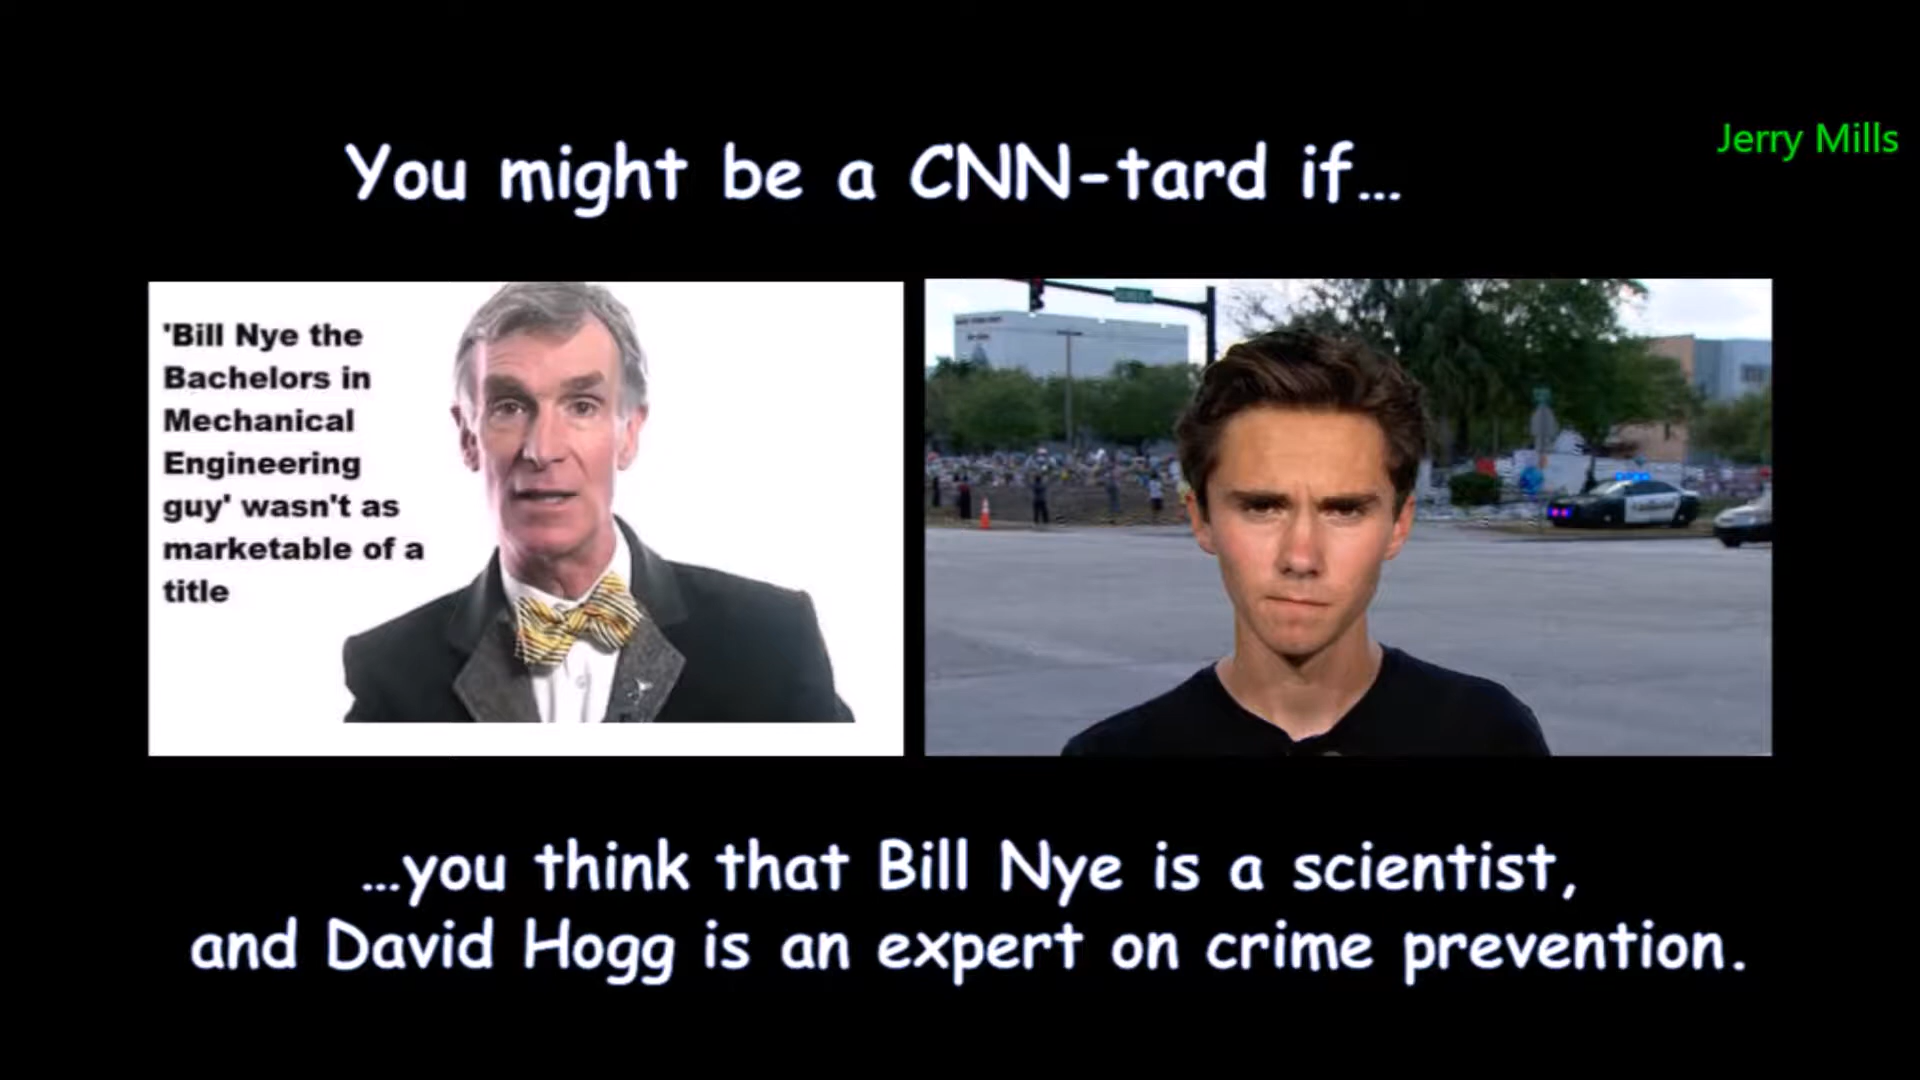 Jerry Mills
You might be a CNN-tard if...
'Bill Nye the
Bachelors in
Mechanical
Engineering
guy' wasn't as
marketable of a
title
...you think that Bill Nye is a scientist,
and David Hogg is an expert on crime prevention.